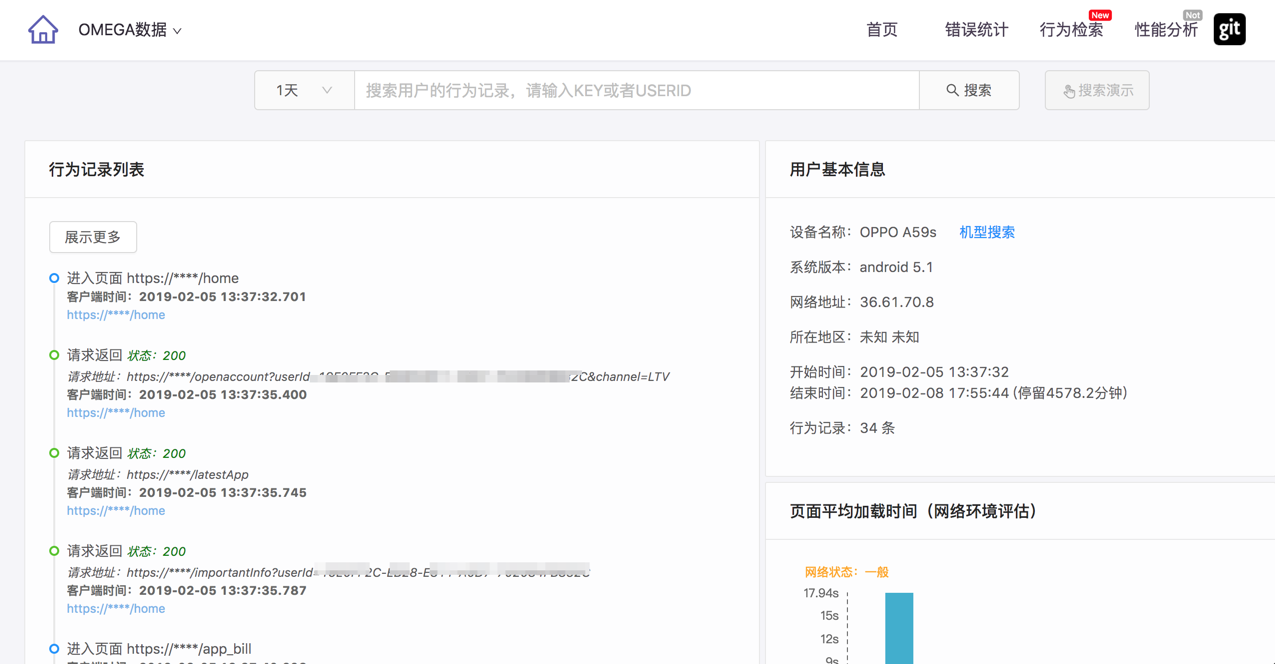 OMEGA数据
首页
错误统计
行为检索
New
性能分析
Not
git
1天
搜索用户的行为记录，请输入KEY或者USERID
搜索
搜索演示
行为记录列表
展示更多
进入页面 https://****/home
客户端时间：2019-02-05 13:37:32.701
https://****/home
请求返回 状态：200
请求地址：https://****/openaccount?userId 2C&channel=LTV
客户端时间：2019-02-05 13:37:35.400
https://****/home
请求返回 状态：200
请求地址：https://****/latestApp
客户端时间：2019-02-05 13:37:35.745
https://****/home
请求返回 状态：200
请求地址：https://****/importantInfo?userId
客户端时间：2019-02-05 13:37:35.787
https://****/home
进入页面 https://****/app_bill
用户基本信息
设备名称：OPPO A59s 机型搜索
系统版本：android 5.1
网络地址：36.61.70.8
所在地区：未知 未知
开始时间：2019-02-05 13:37:32
结束时间：2019-02-08 17:55:44 (停留4578.2分钟)
行为记录：34 条
页面平均加载时间（网络环境评估）
网络状态：一般
17.94s
15s
12s
9s